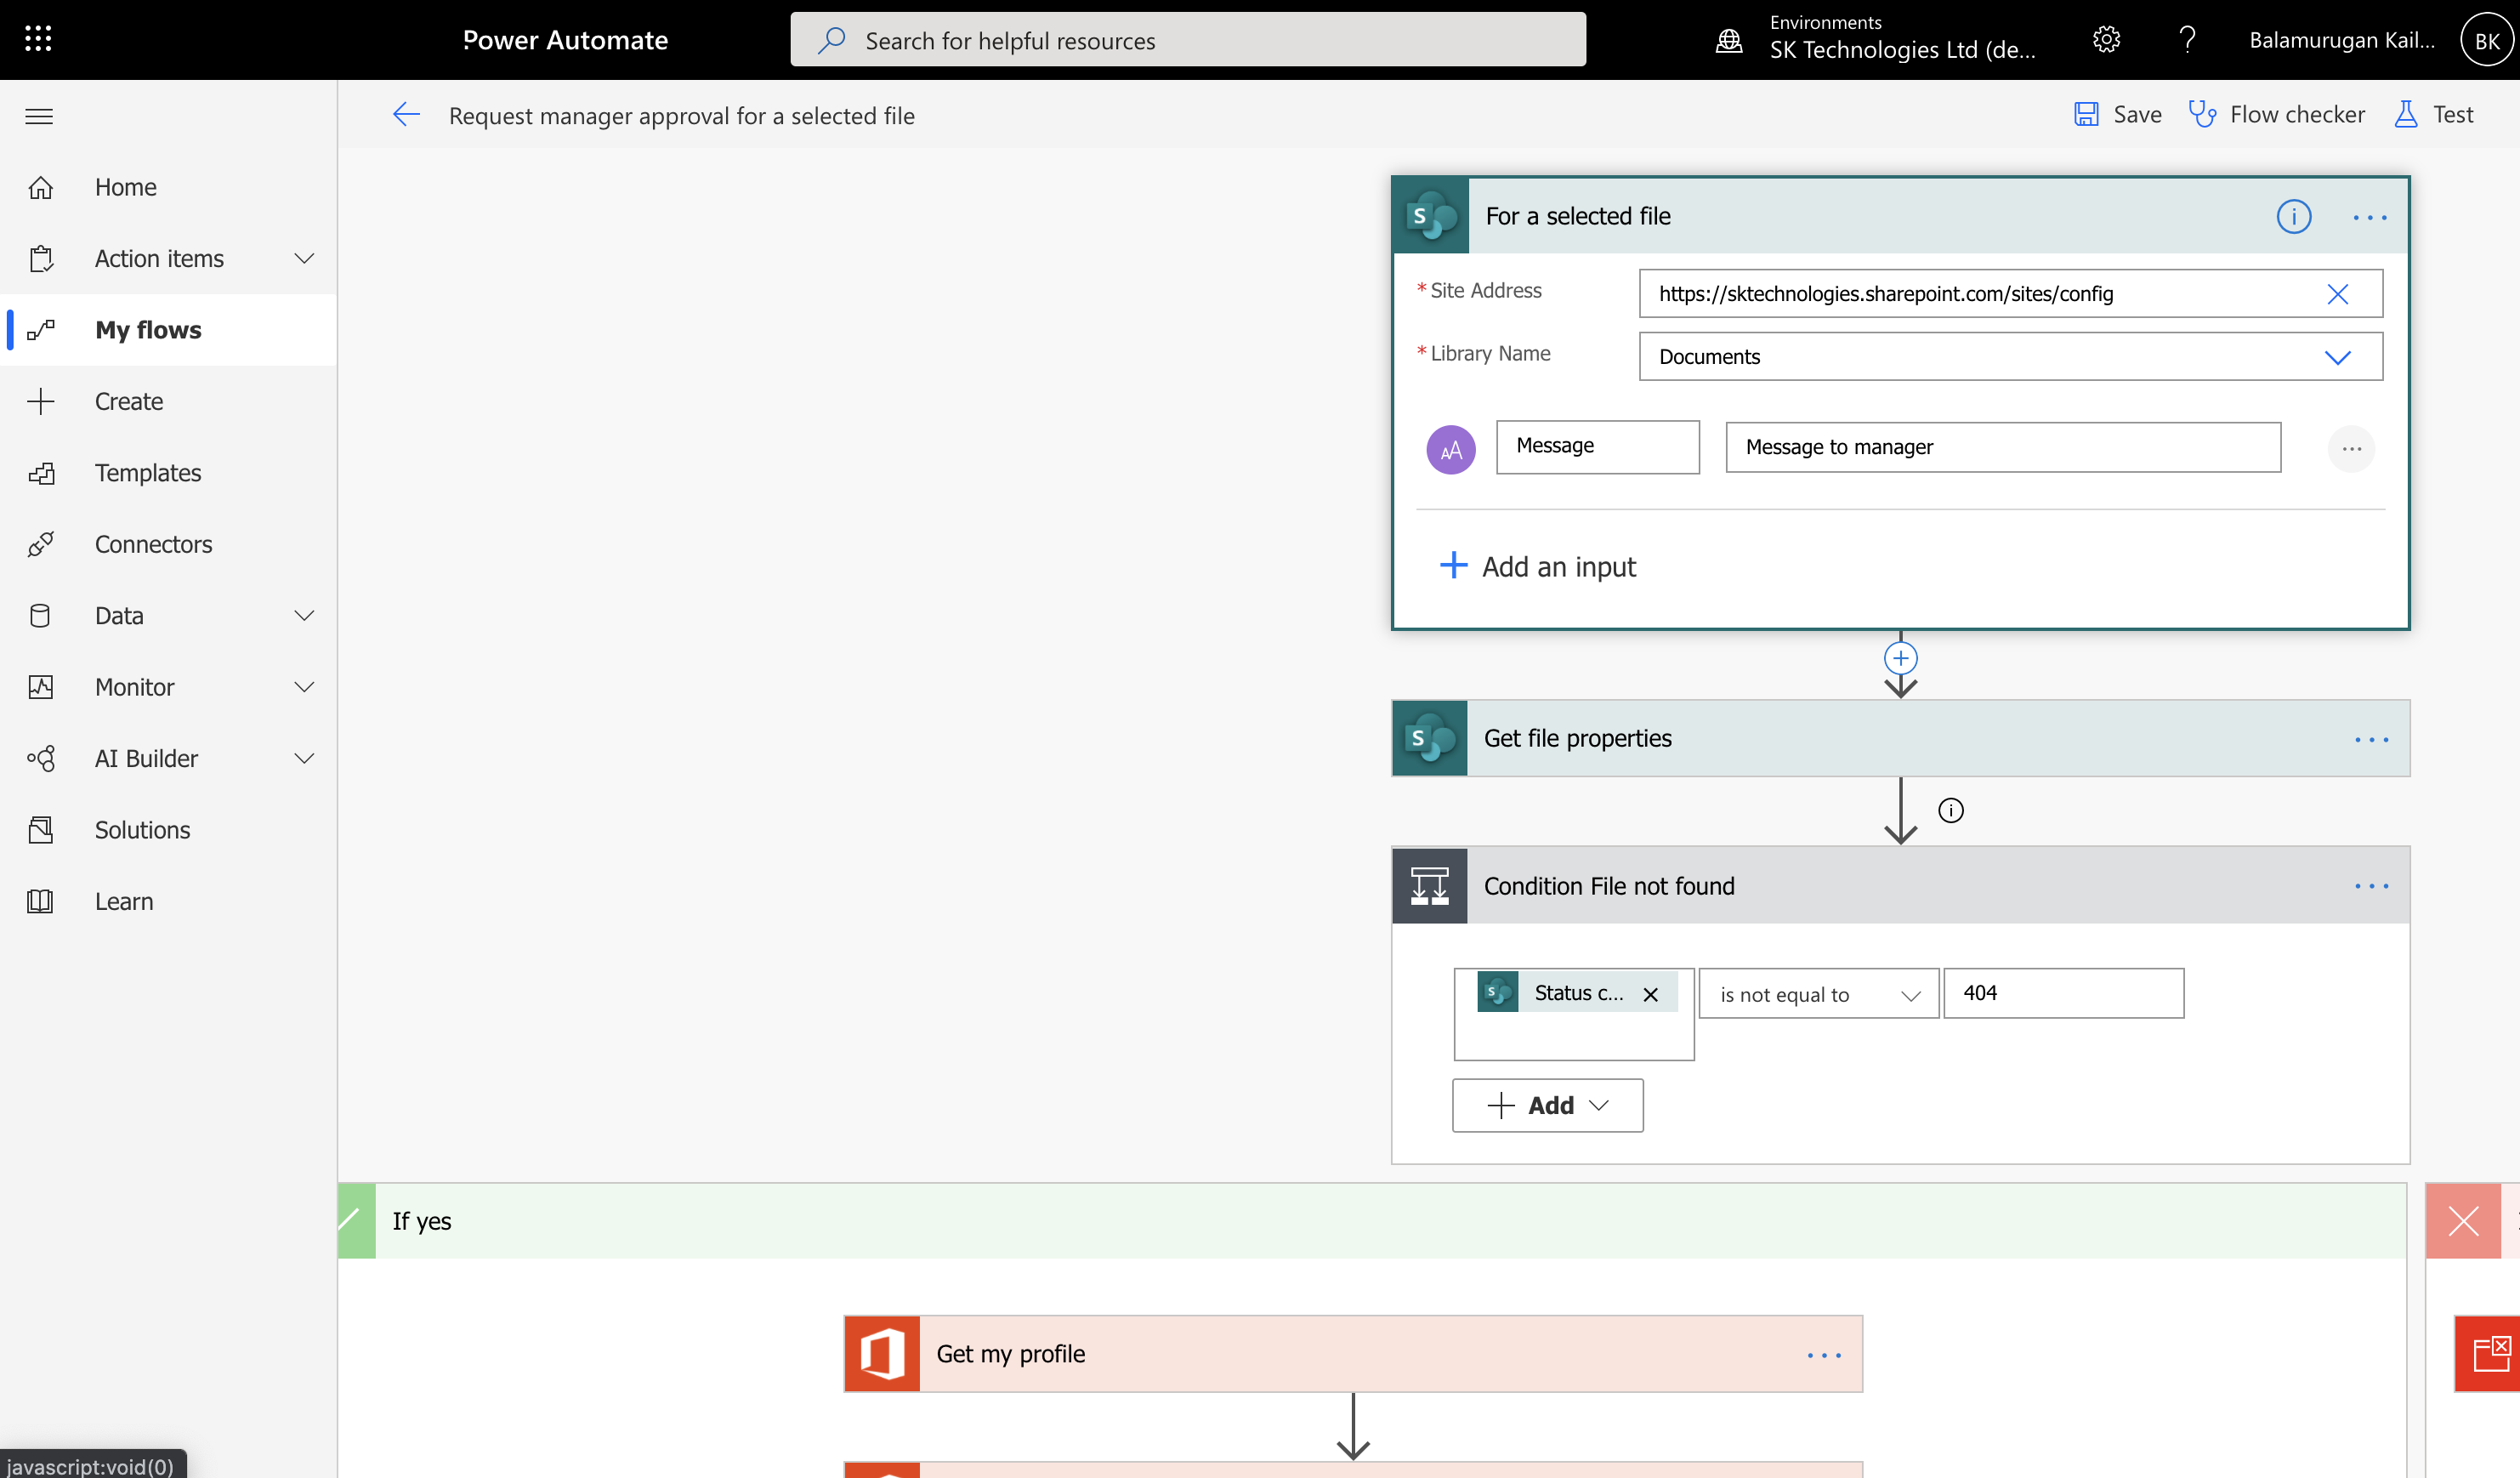 Power Automate
Search for helpful resources
Environments
SK Technologies Ltd (de...
Balamurugan Kail...
BK
Request manager approval for a selected file
Save
Flow checker
Test
Home
Action items
My flows
Create
Templates
Connectors
Data
Monitor
AI Builder
Solutions
Learn
S
For a selected file
* Site Address
https://sktechnologies.sharepoint.com/sites/config
* Library Name
Documents
AA
Message
Message to manager
Add an input
S
Get file properties
Condition File not found
S
Status c...
is not equal to
404
Add
If yes
Get my profile
javascript:void(0)